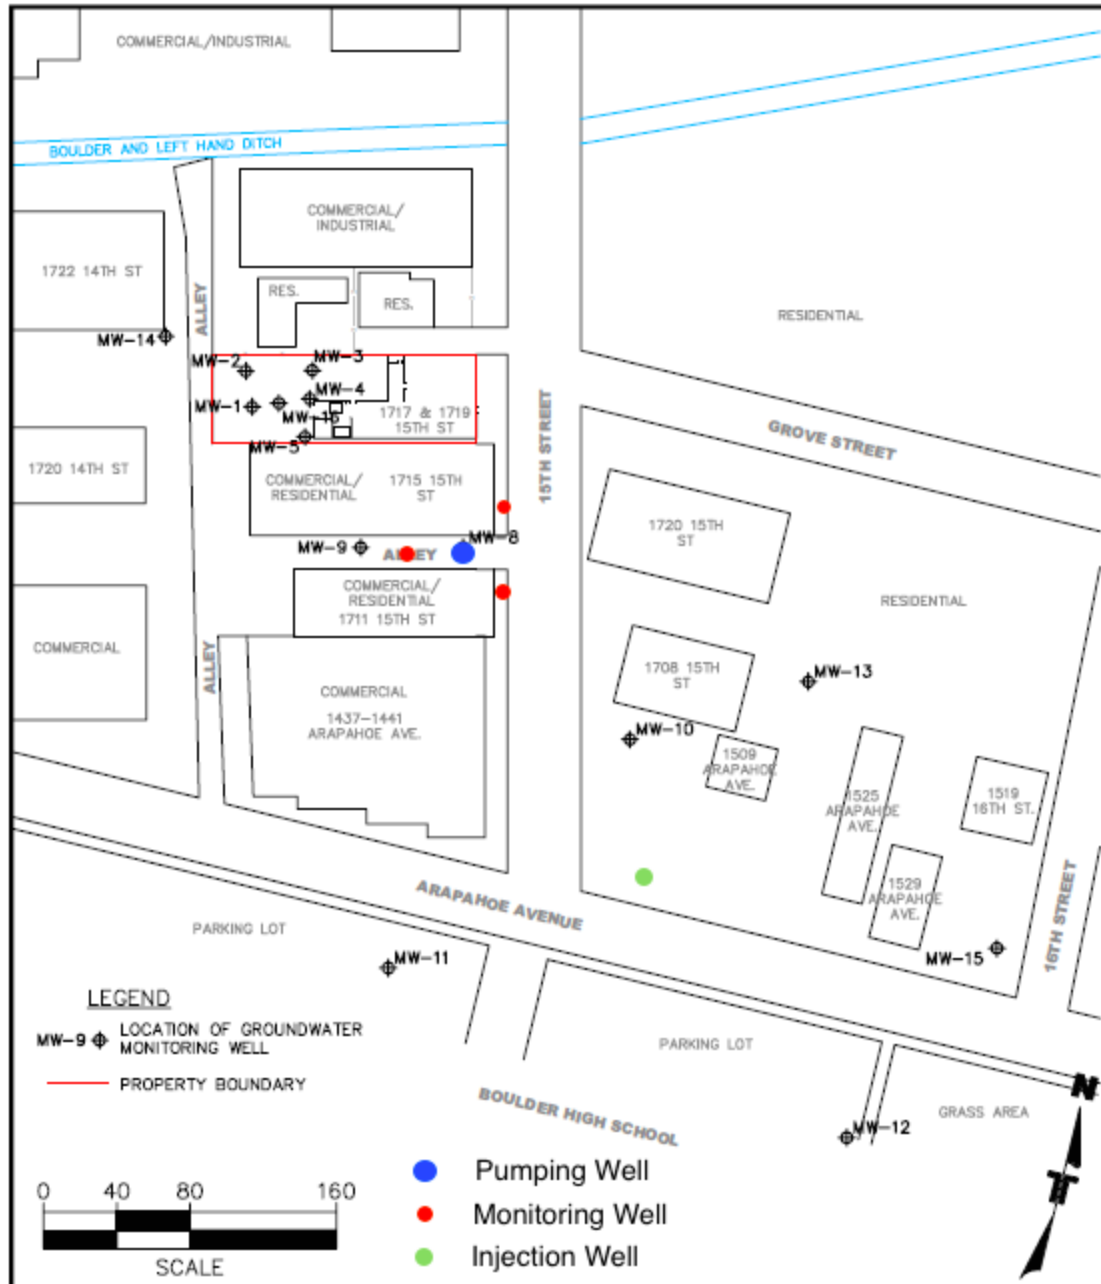 COMMERCIAL/INDUSTRIAL
BOULDER AND LEFT HAND DITCH
COMMERCIAL/
INDUSTRIAL
1722 14TH ST
ALLEY
RES.
RES.
RESIDENTIAL
MW-14
MW-2
MW-3
MW-4
MW-1
MW-16
MW-5
1717 & 1719
15TH ST
15TH STREET
GROVE STREET
1720 14TH ST
COMMERCIAL/
RESIDENTIAL
1715 15TH
ST
1720 15TH
ST
MW-8
MW-9
ALLEY
COMMERCIAL/
RESIDENTIAL
1711 15TH ST
RESIDENTIAL
COMMERCIAL
ALLEY
1708 15TH
ST
MW-13
COMMERCIAL
1437-1441
ARAPAHOE AVE.
MW-10
1509
ARAPAHOE
AVE.
1525
ARAPAHOE
AVE.
1519
16TH ST.
1529
ARAPAHOE
AVE.
ARAPAHOE AVENUE
16TH STREET
PARKING LOT
MW-11
MW-15
LEGEND
MW-9
LOCATION OF GROUNDWATER
MONITORING WELL
PROPERTY BOUNDARY
PARKING LOT
BOULDER HIGH SCHOOL
GRASS AREA
MW-12
N
0 40 80 160
SCALE
Pumping Well
Monitoring Well
Injection Well